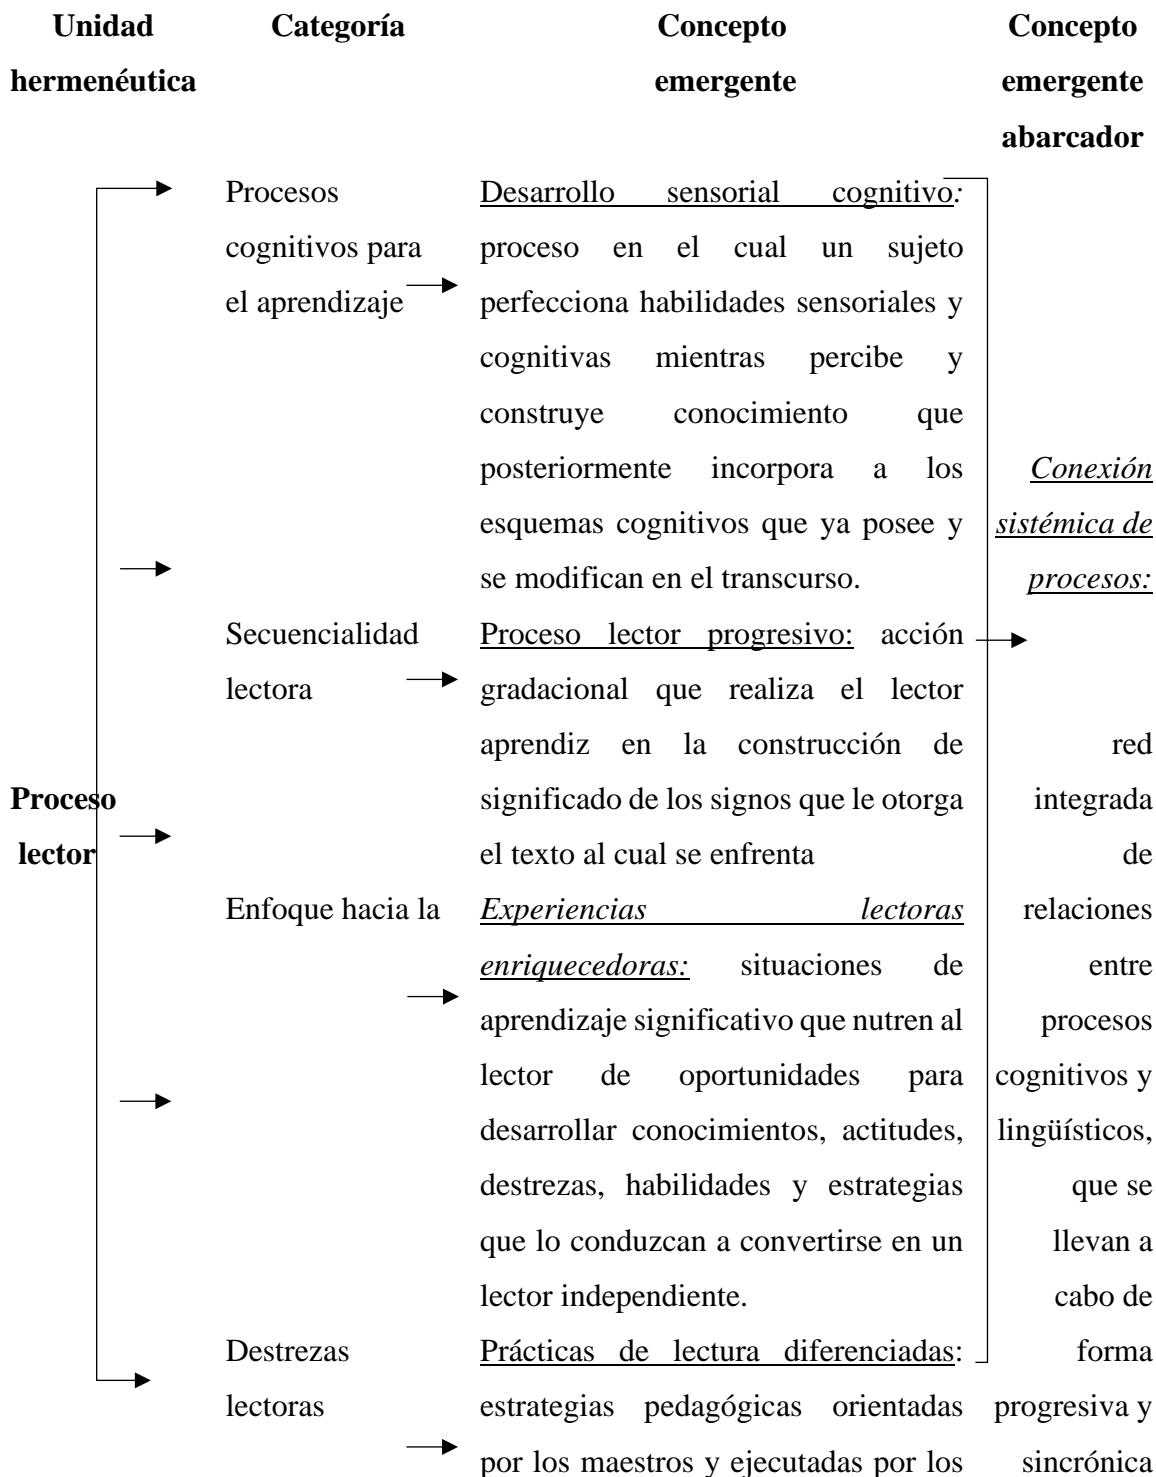 Unidad
hermenéutica
Categoría
Concepto
emergente
Concepto
emergente
abarcador
Proceso
lector
Procesos
cognitivos para
el aprendizaje
Desarrollo sensorial cognitivo:
proceso en el cual un sujeto
perfecciona habilidades sensoriales y
cognitivas mientras percibe y
construye conocimiento que
posteriormente incorpora a los
esquemas cognitivos que ya posee y
se modifican en el transcurso.
Secuencialidad
lectora
Proceso lector progresivo: acción
gradacional que realiza el lector
aprendiz en la construcción de
significado de los signos que le otorga
el texto al cual se enfrenta
Enfoque hacia la
Experiencias lectoras
enriquecedoras: situaciones de
aprendizaje significativo que nutren al
lector de oportunidades para
desarrollar conocimientos, actitudes,
destrezas, habilidades y estrategias
que lo conduzcan a convertirse en un
lector independiente.
Destrezas
lectoras
Prácticas de lectura diferenciadas:
estrategias pedagógicas orientadas
por los maestros y ejecutadas por los
Conexión
sistémica de
procesos:
red
integrada
de
relaciones
entre
procesos
cognitivos y
lingüísticos,
que se
llevan a
cabo de
forma
progresiva y
sincrónica